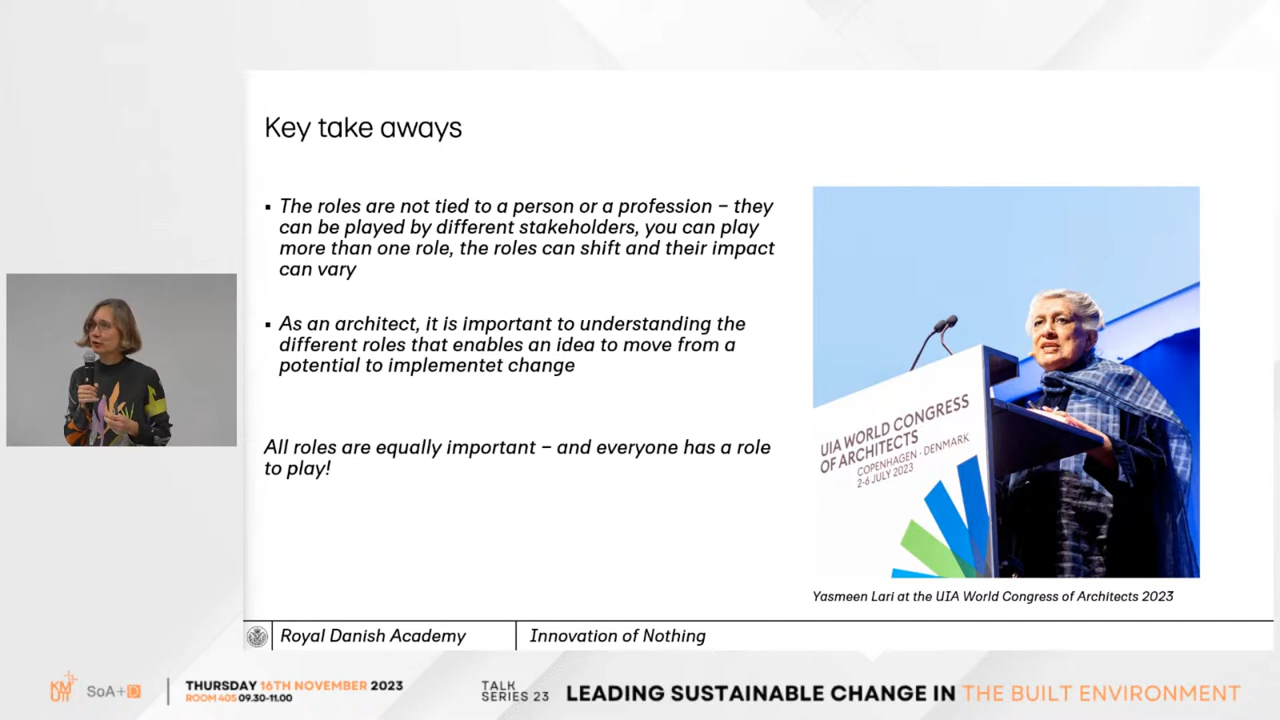 Key take aways
▪ The roles are not tied to a person or a profession – they
can be played by different stakeholders, you can play
more than one role, the roles can shift and their impact
can vary
▪ As an architect, it is important to understanding the
different roles that enables an idea to move from a
potential to implementet change
All roles are equally important – and everyone has a role
to play!
UIA WORLD CONGRESS
OF ARCHITECTS
COPENHAGEN · DENMARK
2-6 JULY 2023
Yasmeen Lari at the UIA World Congress of Architects 2023
Royal Danish Academy
Innovation of Nothing
KM
UTT
SoA+D
THURSDAY 16TH NOVEMBER 2023
ROOM 405 09.30-11.00
TALK
SERIES 23
LEADING SUSTAINABLE CHANGE IN THE BUILT ENVIRONMENT